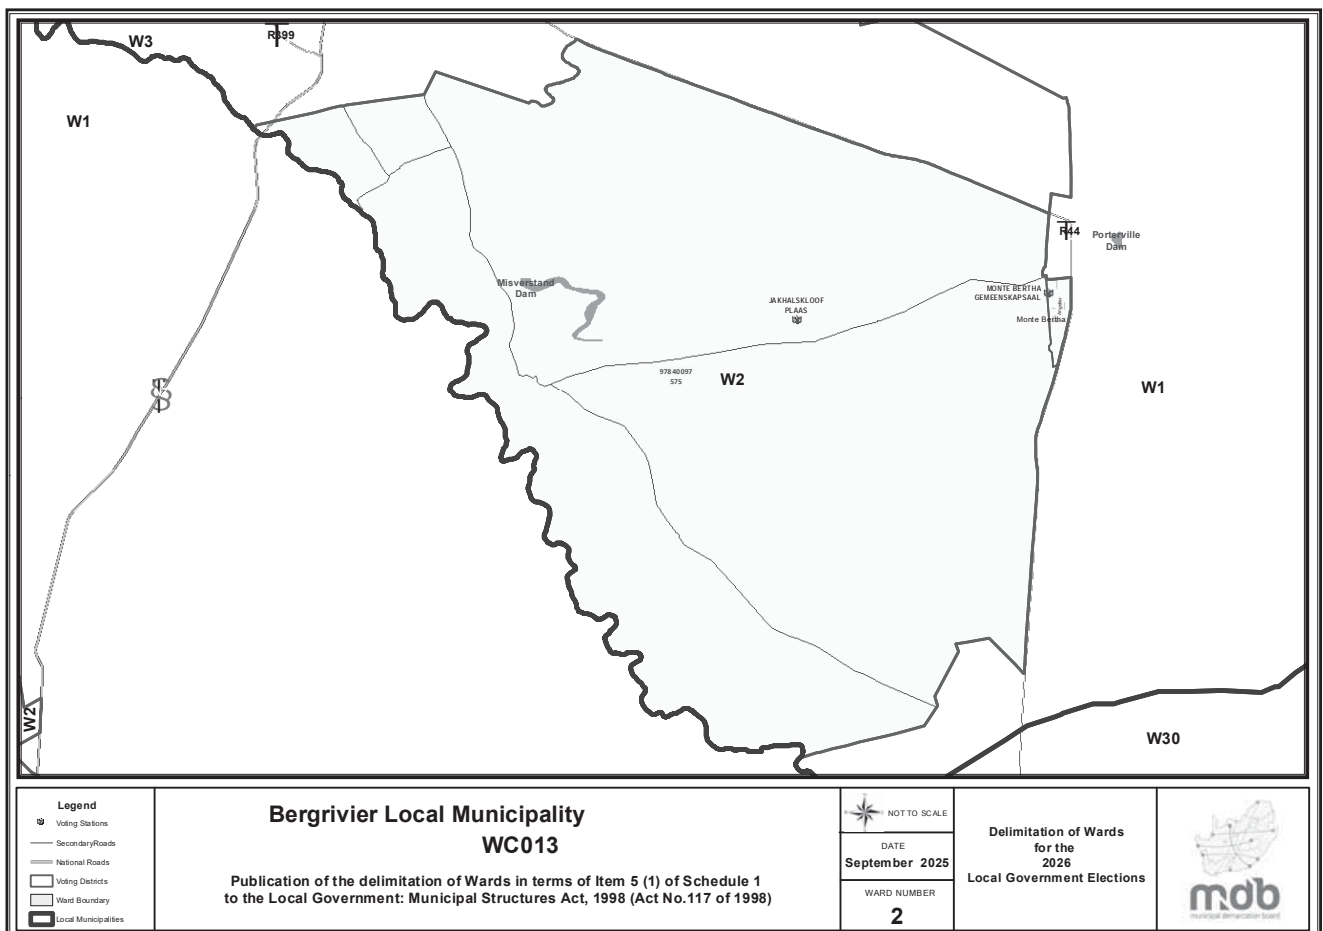 W3
R399
W1
R44
Porterville
Dam
Misverstand
Dam
MONTE BERTHA
GEMEENSKAPSAAL
JAKHALSKLOOF
PLAAS
Monte Bertha
97840097
575
W2
W1
W2
W30
Legend
Voting Stations
SecondaryRoads
National Roads
Voting Districts
Ward Boundary
Local Municipalities
Bergrivier Local Municipality
WC013
Publication of the delimitation of Wards in terms of Item 5 (1) of Schedule 1
to the Local Government: Municipal Structures Act, 1998 (Act No.117 of 1998)
NOT TO SCALE
DATE
September 2025
WARD NUMBER
2
Delimitation of Wards
for the
2026
Local Government Elections
mdb
municipal demarcation board